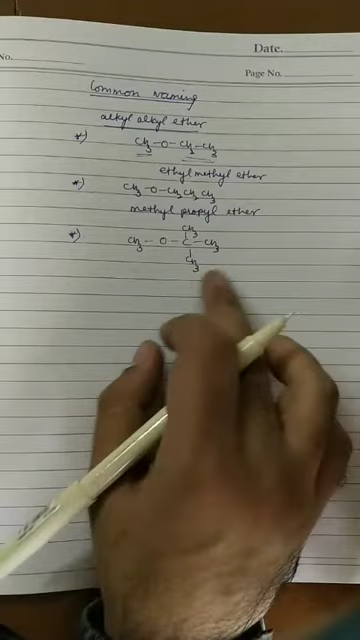 Date.
No.
Page No.
Common naming
alkyl alkyl ether
*) CH3-O-CH2-CH3
ethyl methyl ether
*) CH3-O-CH2CH2CH3
methyl propyl ether
CH3
*) CH3-O-C-CH3
CH3